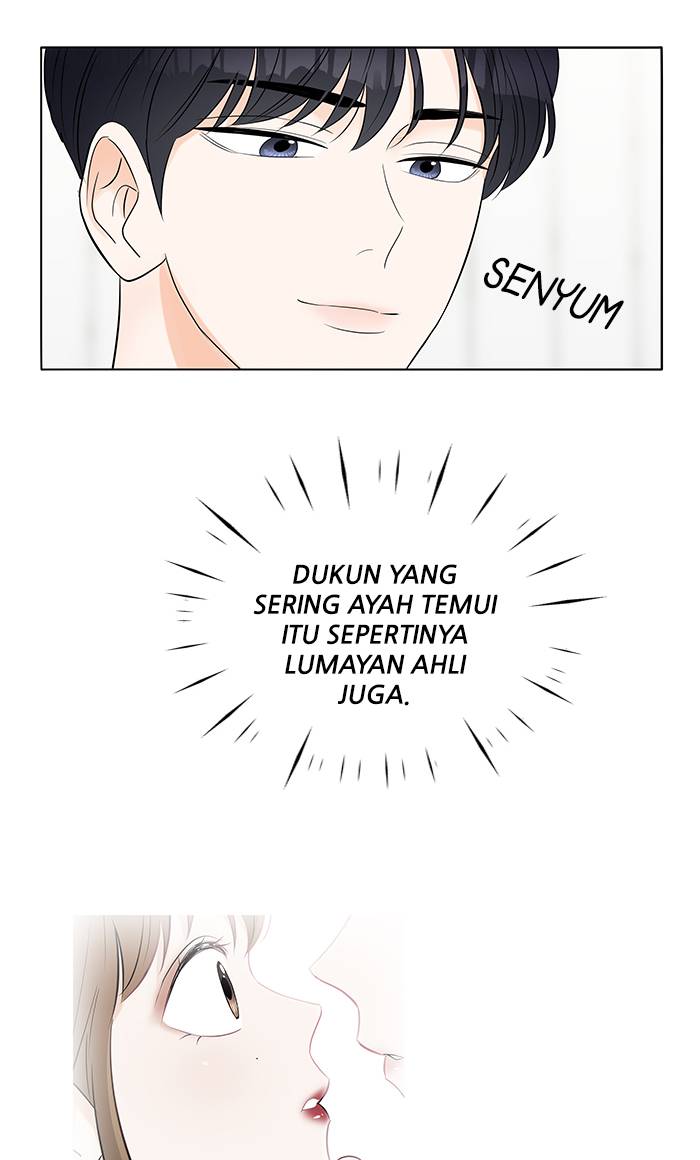 SENYUM
DUKUN YANG
SERING AYAH TEMUI
ITU SEPERTINYA
LUMAYAN AHLI
JUGA.